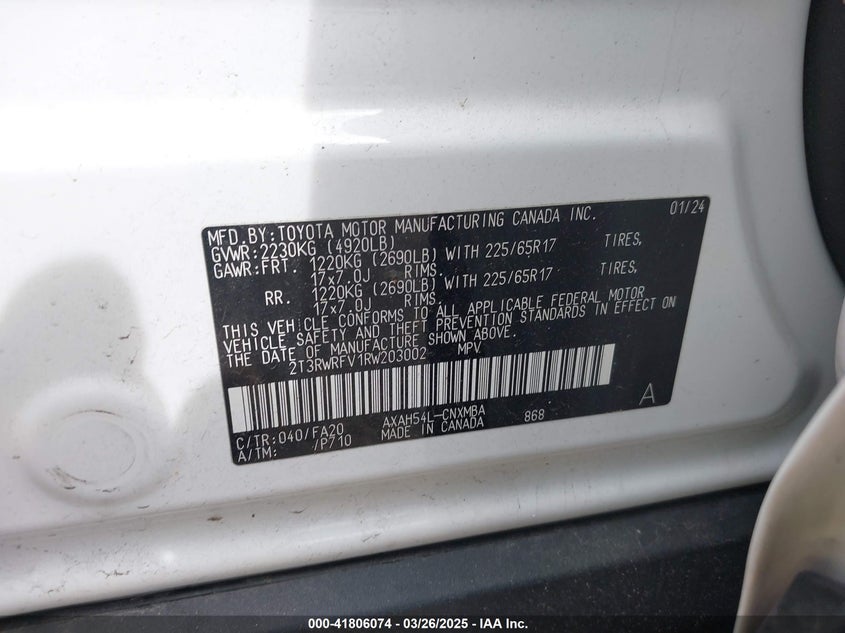 MFD.BY:TOYOTA MOTOR MANUFACTURING CANADA INC. 01/24
GVWR:2230KG (4920LB)
GAWR:FRT. 1220KG (2690LB) WITH 225/65R17 TIRES,
17x7.0J RIMS.
RR. 1220KG (2690LB) WITH 225/65R17 TIRES,
17x7.0J RIMS.
THIS VEHICLE CONFORMS TO ALL APPLICABLE FEDERAL MOTOR
VEHICLE SAFETY AND THEFT PREVENTION STANDARDS IN EFFECT ON
THE DATE OF MANUFACTURE SHOWN ABOVE.
2T3RWRFV1RW203002 MPV.
C/TR:040/FA20 AXAH54L-CNXMBA 868 A
A/TM: /P710 MADE IN CANADA
000-41806074 — 03/26/2025 — IAA Inc.